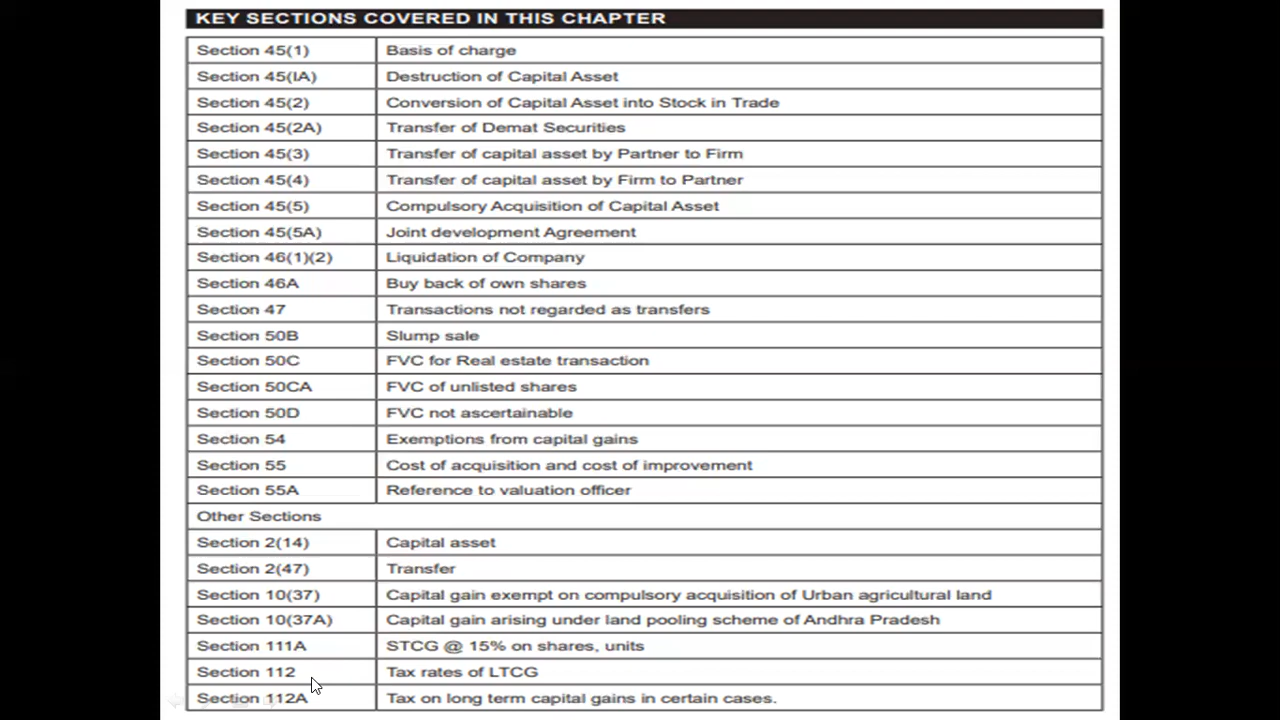 KEY SECTIONS COVERED IN THIS CHAPTER
Section 45(1) Basis of charge
Section 45(IA) Destruction of Capital Asset
Section 45(2) Conversion of Capital Asset into Stock in Trade
Section 45(2A) Transfer of Demat Securities
Section 45(3) Transfer of capital asset by Partner to Firm
Section 45(4) Transfer of capital asset by Firm to Partner
Section 45(5) Compulsory Acquisition of Capital Asset
Section 45(5A) Joint development Agreement
Section 46(1)(2) Liquidation of Company
Section 46A Buy back of own shares
Section 47 Transactions not regarded as transfers
Section 50B Slump sale
Section 50C FVC for Real estate transaction
Section 50CA FVC of unlisted shares
Section 50D FVC not ascertainable
Section 54 Exemptions from capital gains
Section 55 Cost of acquisition and cost of improvement
Section 55A Reference to valuation officer
Other Sections
Section 2(14) Capital asset
Section 2(47) Transfer
Section 10(37) Capital gain exempt on compulsory acquisition of Urban agricultural land
Section 10(37A) Capital gain arising under land pooling scheme of Andhra Pradesh
Section 111A STCG @ 15% on shares, units
Section 112 Tax rates of LTCG
Section 112A Tax on long term capital gains in certain cases.